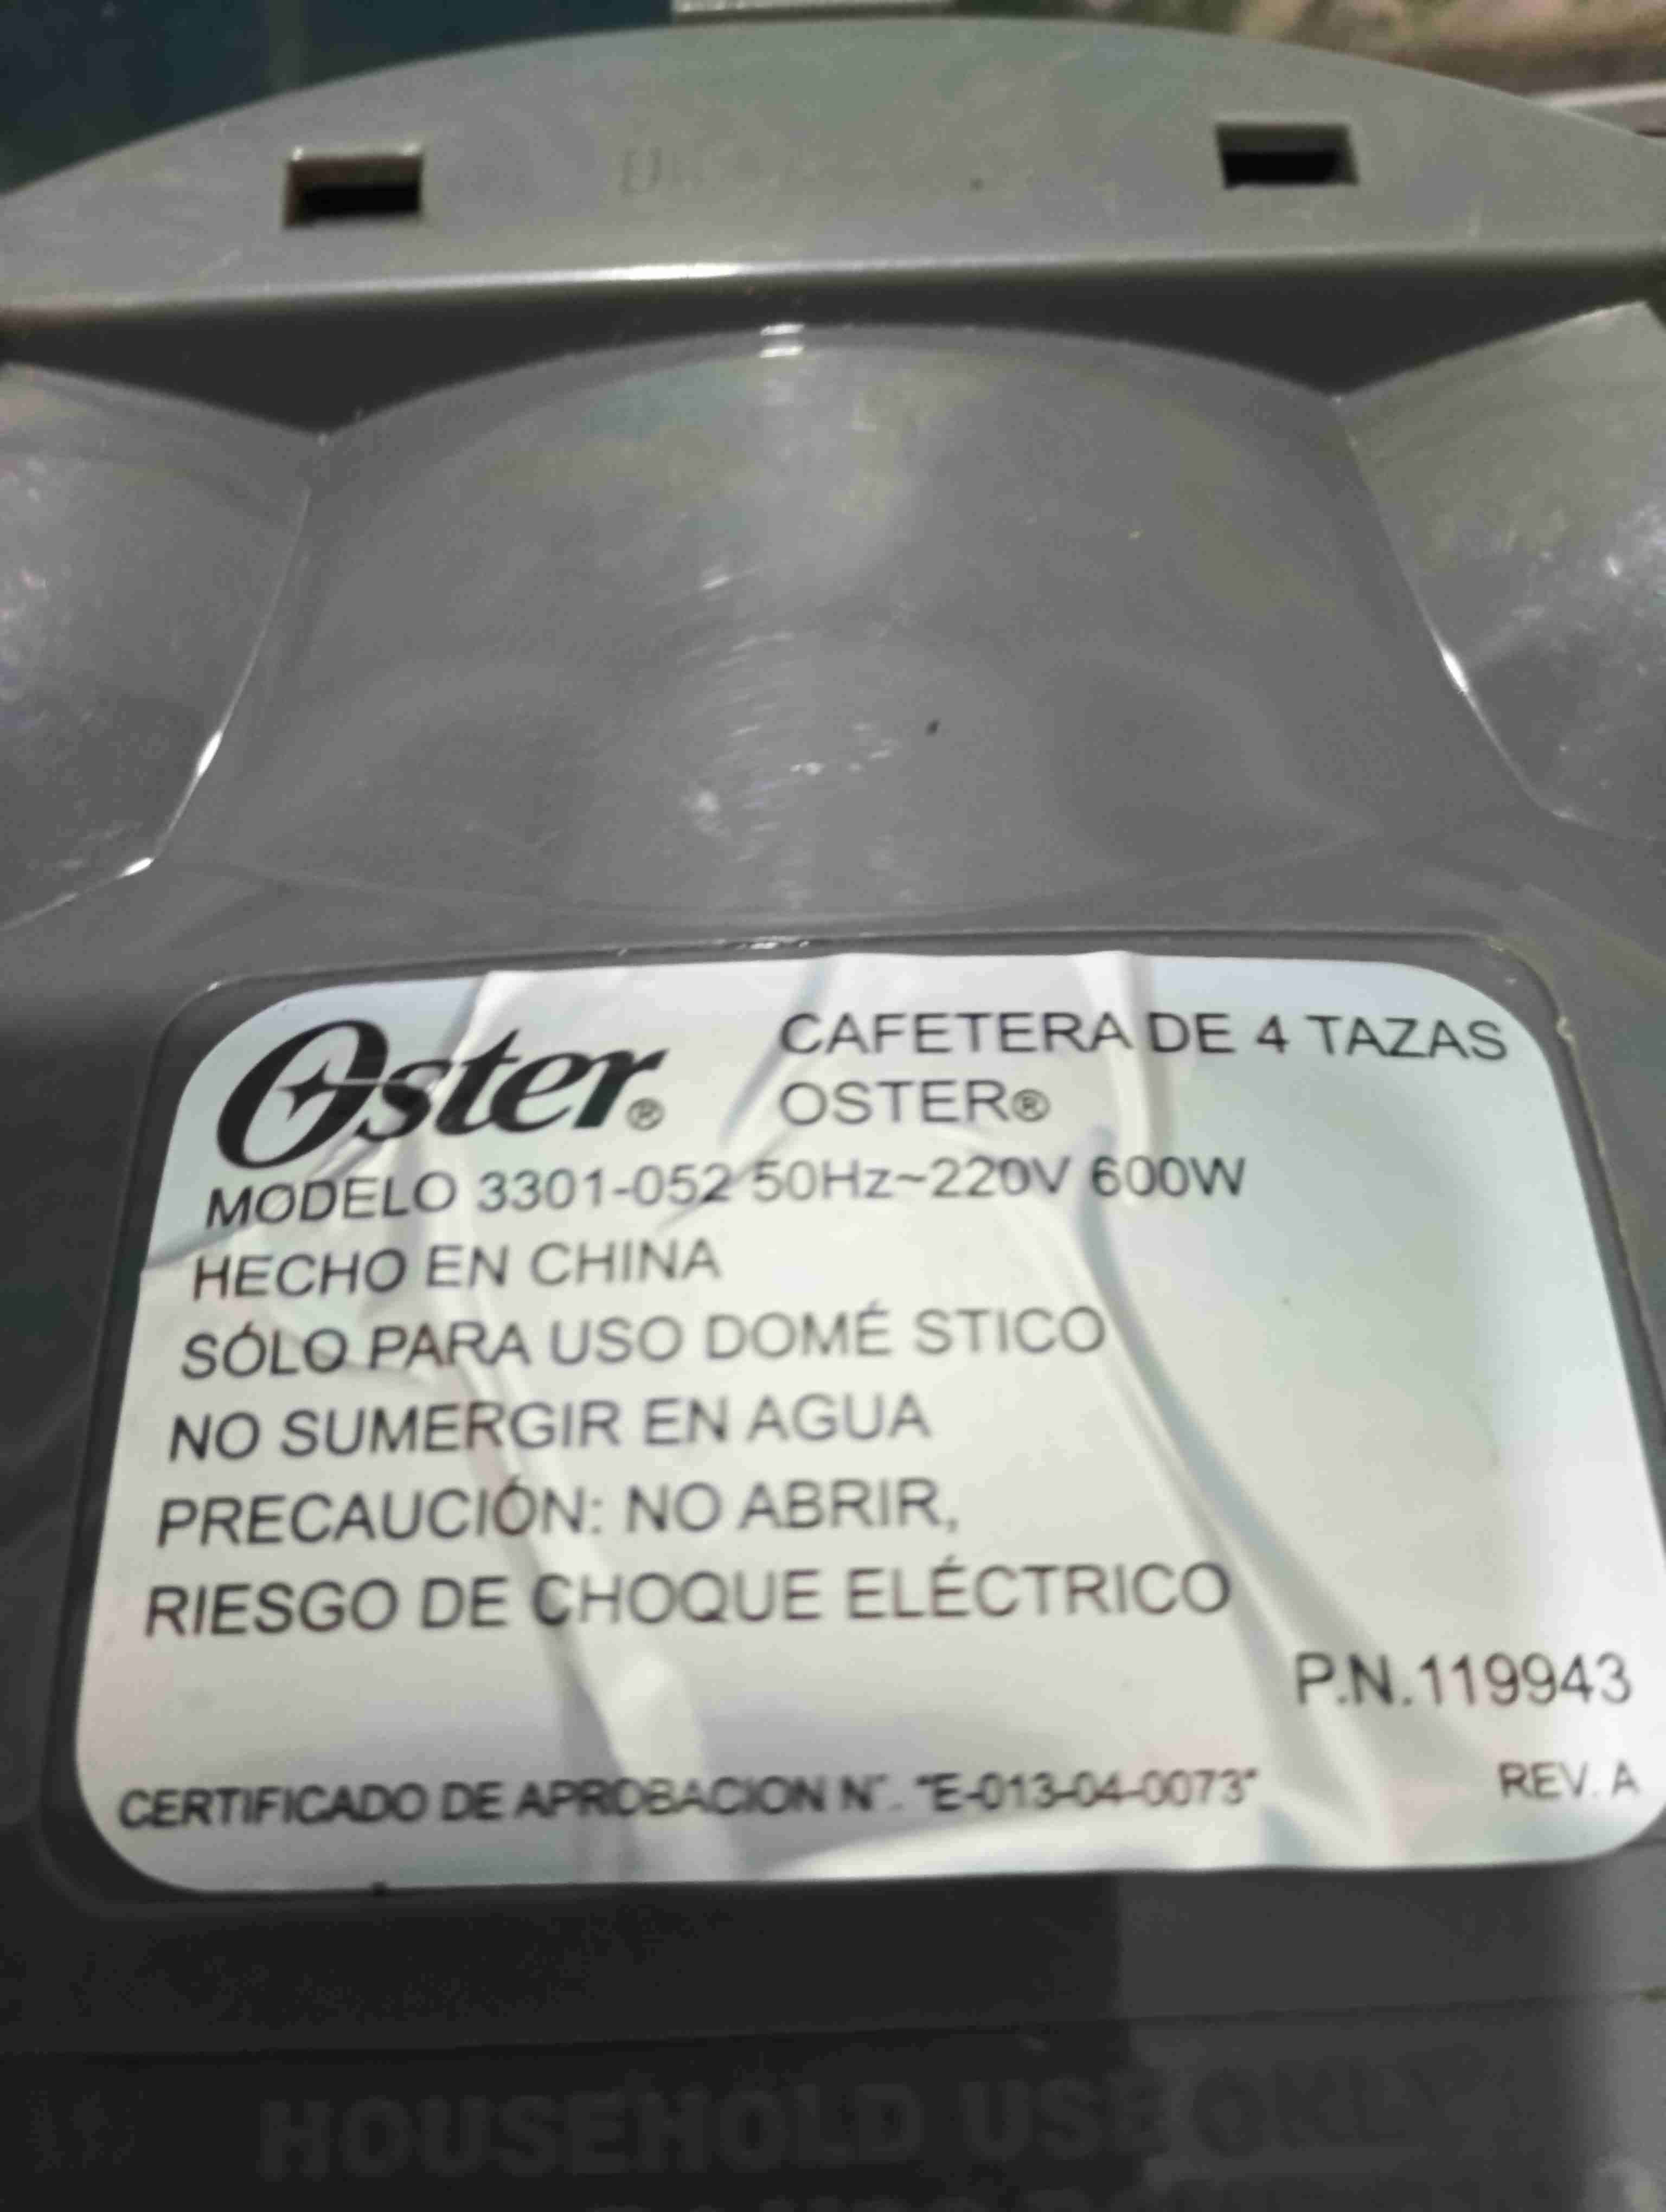 Oster®
CAFETERA DE 4 TAZAS
OSTER®
MODELO 3301-052 50Hz~220V 600W
HECHO EN CHINA
SÓLO PARA USO DOMÉ STICO
NO SUMERGIR EN AGUA
PRECAUCIÓN: NO ABRIR,
RIESGO DE CHOQUE ELÉCTRICO
P.N.119943
CERTIFICADO DE APROBACION N°. "E-013-04-0073"
REV. A
HOUSEHOLD USE ONLY